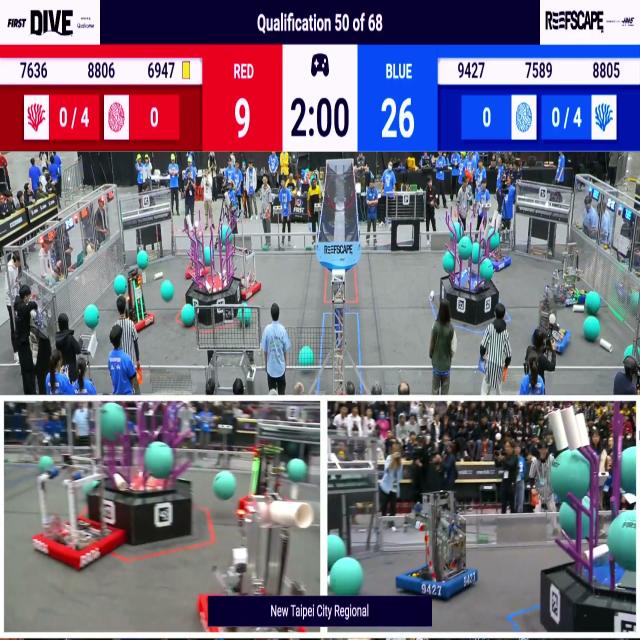 FIRST DIVE
Qualification 50 of 68
REEFSCAPE
7636 8806 6947
RED
BLUE
9427 7589 8805
0 / 4
0
9
2:00
26
0
0 / 4
REEFSCAPE
9427
9427
New Taipei City Regional